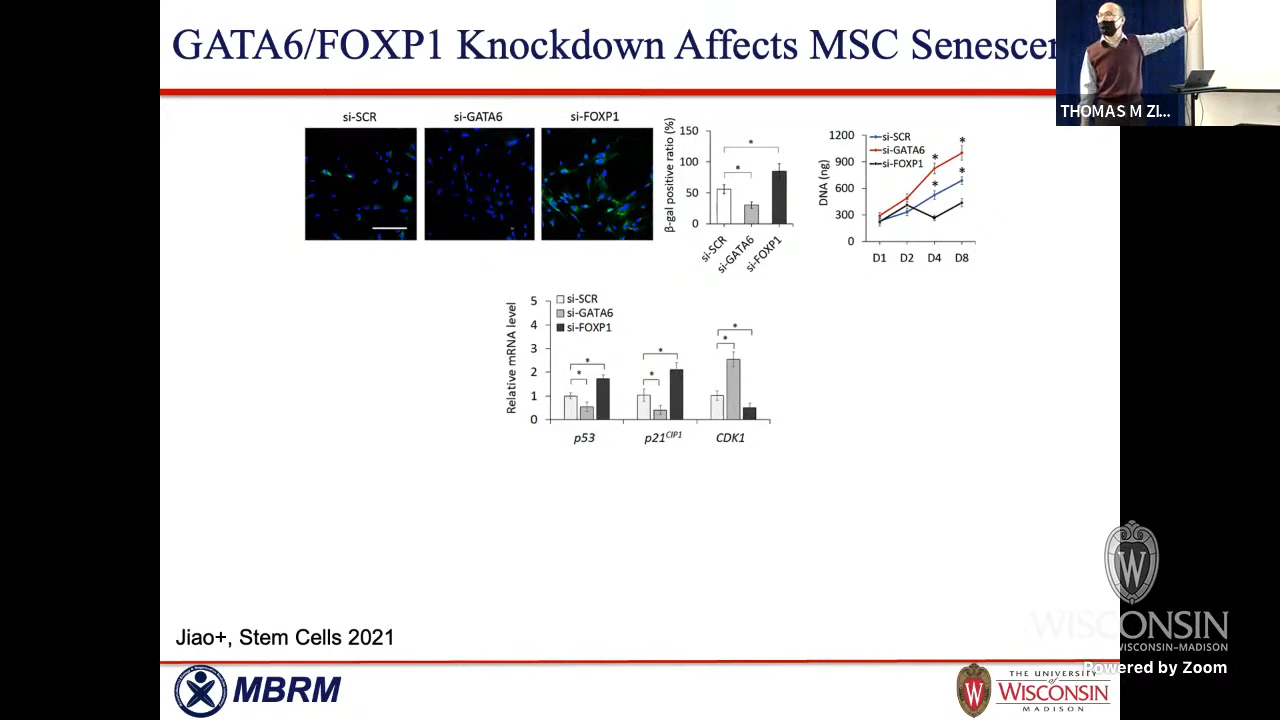 GATA6/FOXP1 Knockdown Affects MSC Senescen
THOMAS M ZI...
si-SCR
si-GATA6
si-FOXP1
β-gal positive ratio (%)
150
100
50
0
si-SCR
si-GATA6
si-FOXP1
*
*
DNA (ng)
1200
900
600
300
0
si-SCR
si-GATA6
si-FOXP1
*
*
*
*
D1 D2 D4 D8
Relative mRNA level
5
4
3
2
1
0
si-SCR
si-GATA6
si-FOXP1
*
*
*
*
*
*
p53 p21CIP1 CDK1
Jiao+, Stem Cells 2021
WISCONSIN
WISCONSIN–MADISON
Powered by Zoom
MBRM
THE UNIVERSITY
of
WISCONSIN
MADISON